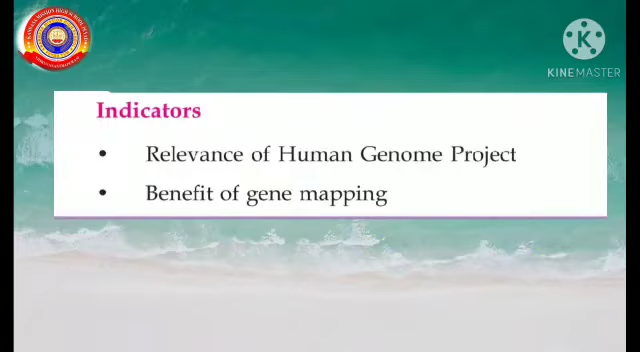 KINEMASTER
Indicators
• Relevance of Human Genome Project
• Benefit of gene mapping